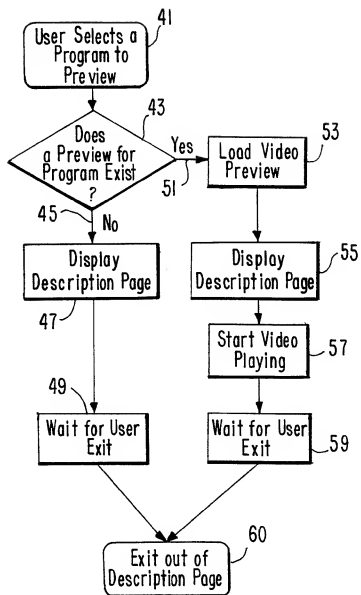 41
User Selects a
Program to
Preview
43
Does
a Preview for
Program Exist
?
Yes
51
53
Load Video
Preview
45
No
Display
Description Page
47
Display
Description Page
55
Start Video
Playing
57
49
Wait for User
Exit
Wait for User
Exit
59
Exit out of
Description Page
60